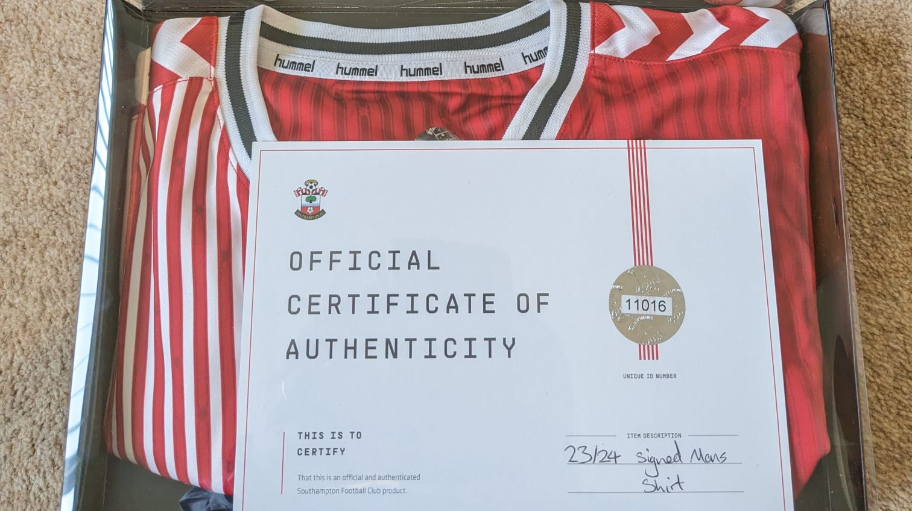 hummel hummel hummel hummel hummel
OFFICIAL
CERTIFICATE OF
AUTHENTICITY
11016
UNIQUE ID NUMBER
THIS IS TO
CERTIFY
That this is an official and authenticated
Southampton Football Club product.
ITEM DESCRIPTION
23/24 Signed Mans
Shirt